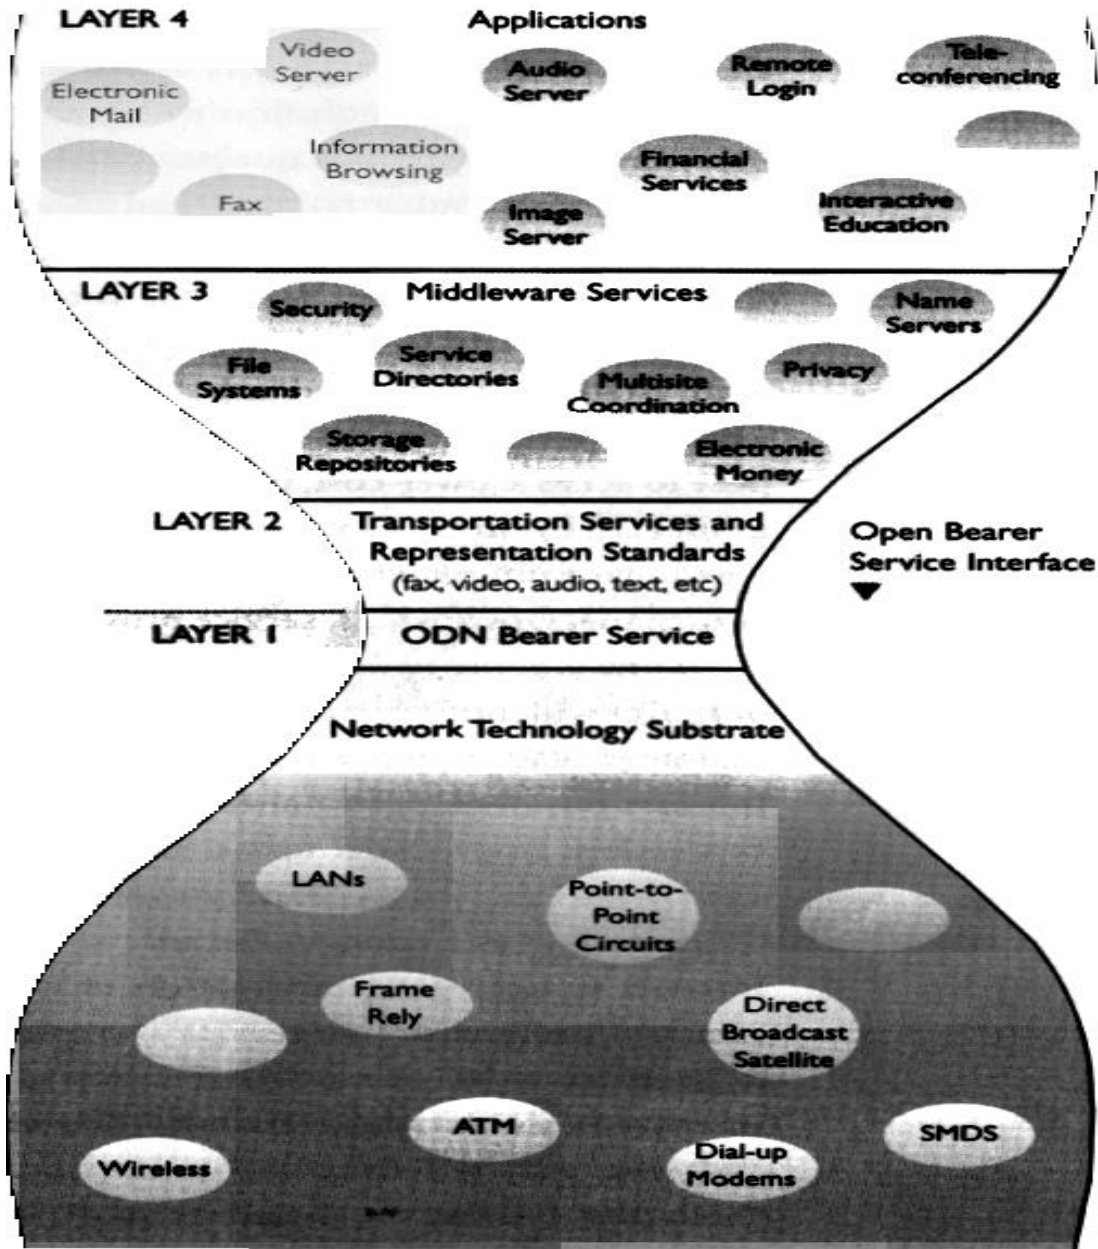 LAYER 4
Applications
Video
Server
Electronic
Mail
Audio
Server
Remote
Login
Tele-
conferencing
Information
Browsing
Financial
Services
Fax
Image
Server
Interactive
Education
LAYER 3
Middleware Services
Security
Name
Servers
File
Systems
Service
Directories
Multisite
Coordination
Privacy
Storage
Repositories
Electronic
Money
LAYER 2
Transportation Services and
Representation Standards
(fax, video, audio, text, etc)
Open Bearer
Service Interface
LAYER 1
ODN Bearer Service
Network Technology Substrate
LANs
Point-to-
Point
Circuits
Frame
Rely
Direct
Broadcast
Satellite
ATM
SMDS
Wireless
Dial-up
Modems